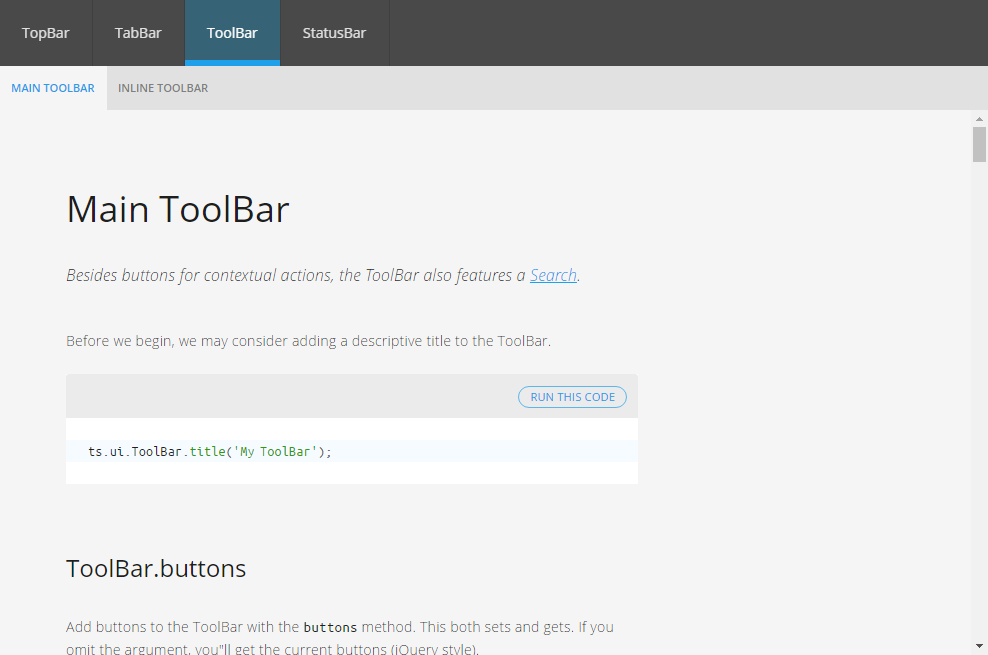 TopBar TabBar ToolBar StatusBar
MAIN TOOLBAR INLINE TOOLBAR
Main ToolBar
Besides buttons for contextual actions, the ToolBar also features a Search.
Before we begin, we may consider adding a descriptive title to the ToolBar.
RUN THIS CODE
ts.ui.ToolBar.title('My ToolBar');
ToolBar.buttons
Add buttons to the ToolBar with the buttons method. This both sets and gets. If you
omit the argument, you"ll get the current buttons (jQuery style).